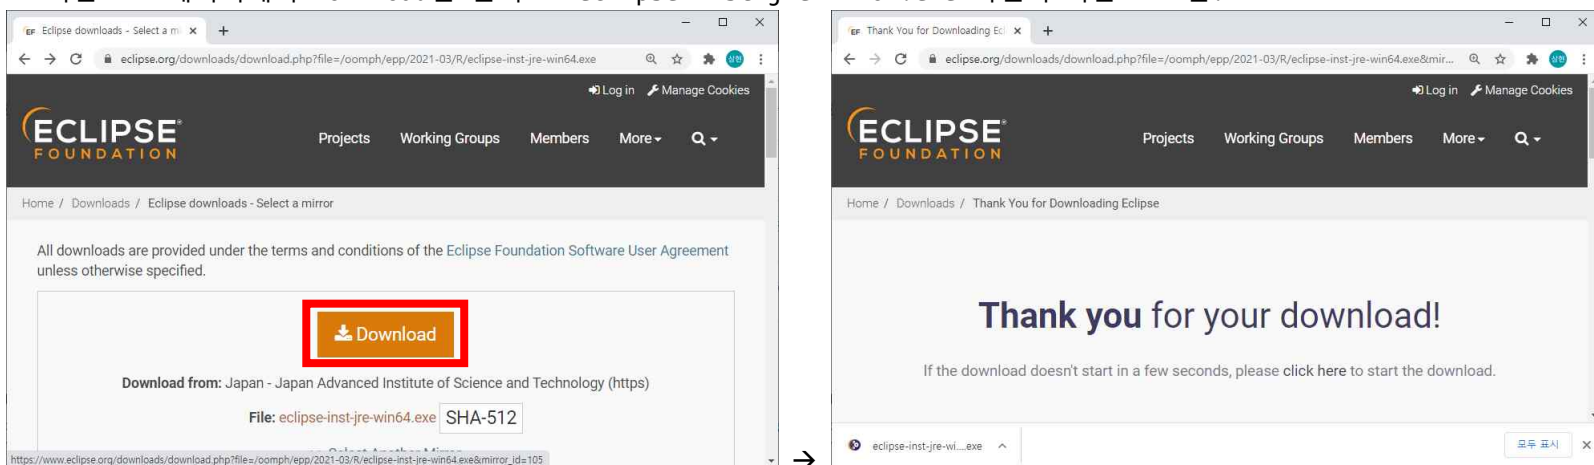 Eclipse downloads - Select a mi
eclipse.org/downloads/download.php?file=/oomph/epp/2021-03/R/eclipse-inst-jre-win64.exe
삼현
Log in Manage Cookies
ECLIPSE
FOUNDATION
Projects Working Groups Members More
Home / Downloads / Eclipse downloads - Select a mirror
All downloads are provided under the terms and conditions of the Eclipse Foundation Software User Agreement
unless otherwise specified.
Download
Download from: Japan - Japan Advanced Institute of Science and Technology (https)
File: eclipse-inst-jre-win64.exe SHA-512
https://www.eclipse.org/downloads/download.php?file=/oomph/epp/2021-03/R/eclipse-inst-jre-win64.exe&mirror_id=105
→
Thank You for Downloading Ecl
eclipse.org/downloads/download.php?file=/oomph/epp/2021-03/R/eclipse-inst-jre-win64.exe&mir...
Log in Manage Cookies
ECLIPSE
FOUNDATION
Projects Working Groups Members More
Home / Downloads / Thank You for Downloading Eclipse
Thank you for your download!
If the download doesn't start in a few seconds, please click here to start the download.
eclipse-inst-jre-wi....exe
모두 표시